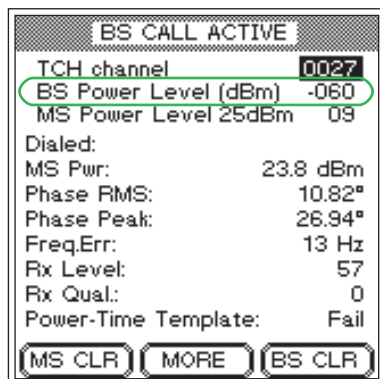 BS CALL ACTIVE
TCH channel 0027
BS Power Level (dBm) -060
MS Power Level 25dBm 09
Dialed:
MS Pwr: 23.8 dBm
Phase RMS: 10.82°
Phase Peak: 26.94°
Freq.Err: 13 Hz
Rx Level: 57
Rx Qual.: 0
Power-Time Template: Fail
MS CLR MORE BS CLR